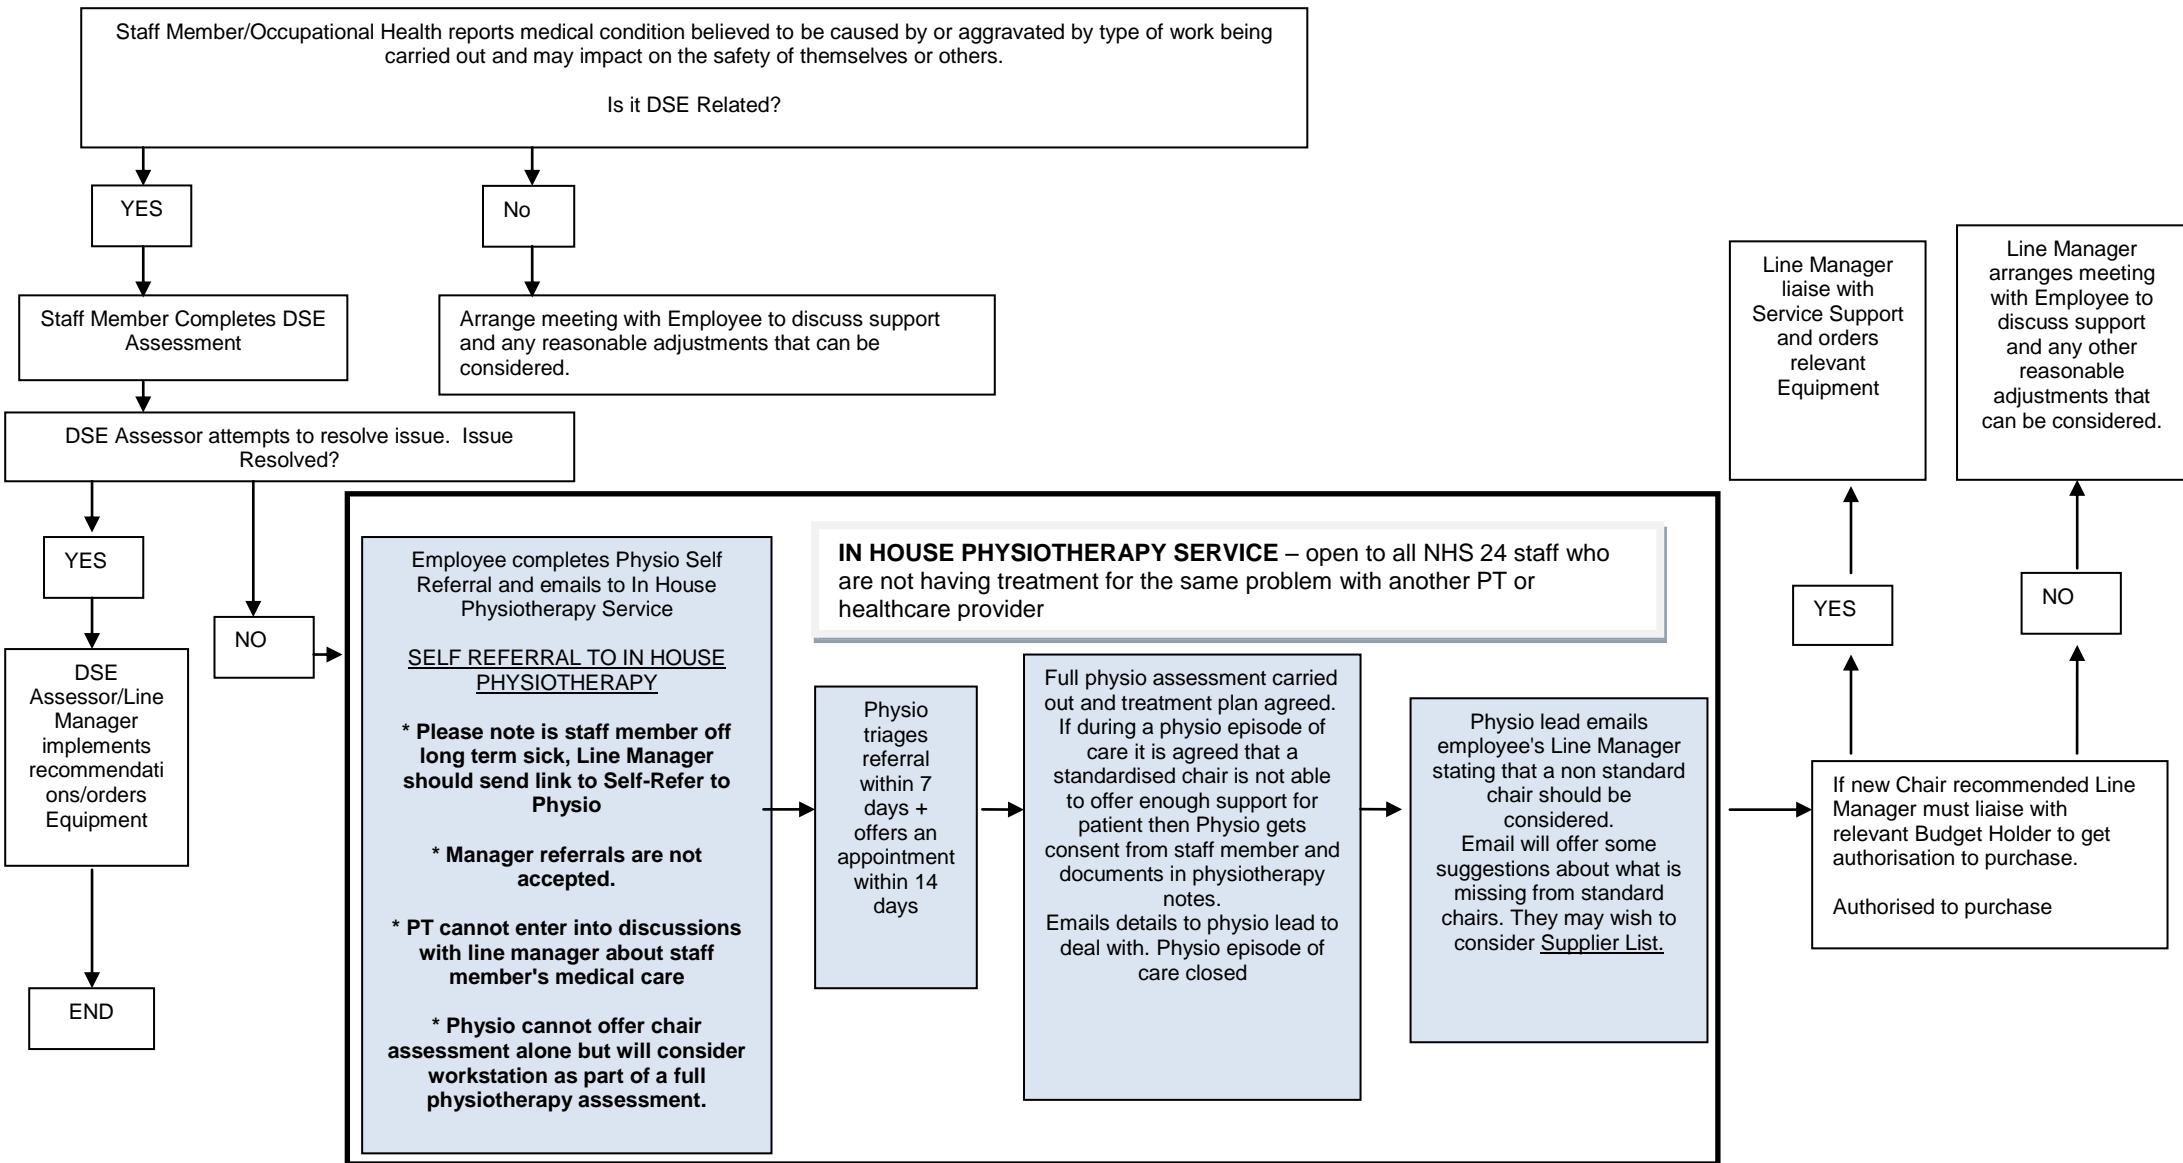 Staff Member/Occupational Health reports medical condition believed to be caused by or aggravated by type of work being
carried out and may impact on the safety of themselves or others.
Is it DSE Related?
YES
No
Staff Member Completes DSE
Assessment
Arrange meeting with Employee to discuss support
and any reasonable adjustments that can be
considered.
DSE Assessor attempts to resolve issue.  Issue
Resolved?
YES
NO
DSE
Assessor/Line
Manager
implements
recommendati
ons/orders
Equipment
END
Employee completes Physio Self
Referral and emails to In House
Physiotherapy Service
SELF REFERRAL TO IN HOUSE
PHYSIOTHERAPY
* Please note is staff member off
long term sick, Line Manager
should send link to Self-Refer to
Physio
* Manager referrals are not
accepted.
* PT cannot enter into discussions
with line manager about staff
member's medical care
* Physio cannot offer chair
assessment alone but will consider
workstation as part of a full
physiotherapy assessment.
IN HOUSE PHYSIOTHERAPY SERVICE – open to all NHS 24 staff who
are not having treatment for the same problem with another PT or
healthcare provider
Physio
triages
referral
within 7
days +
offers an
appointment
within 14
days
Full physio assessment carried
out and treatment plan agreed.
If during a physio episode of
care it is agreed that a
standardised chair is not able
to offer enough support for
patient then Physio gets
consent from staff member and
documents in physiotherapy
notes.
Emails details to physio lead to
deal with. Physio episode of
care closed
Physio lead emails
employee's Line Manager
stating that a non standard
chair should be
considered.
Email will offer some
suggestions about what is
missing from standard
chairs. They may wish to
consider Supplier List.
If new Chair recommended Line
Manager must liaise with
relevant Budget Holder to get
authorisation to purchase.
Authorised to purchase
YES
NO
Line Manager
liaise with
Service Support
and orders
relevant
Equipment
Line Manager
arranges meeting
with Employee to
discuss support
and any other
reasonable
adjustments that
can be considered.